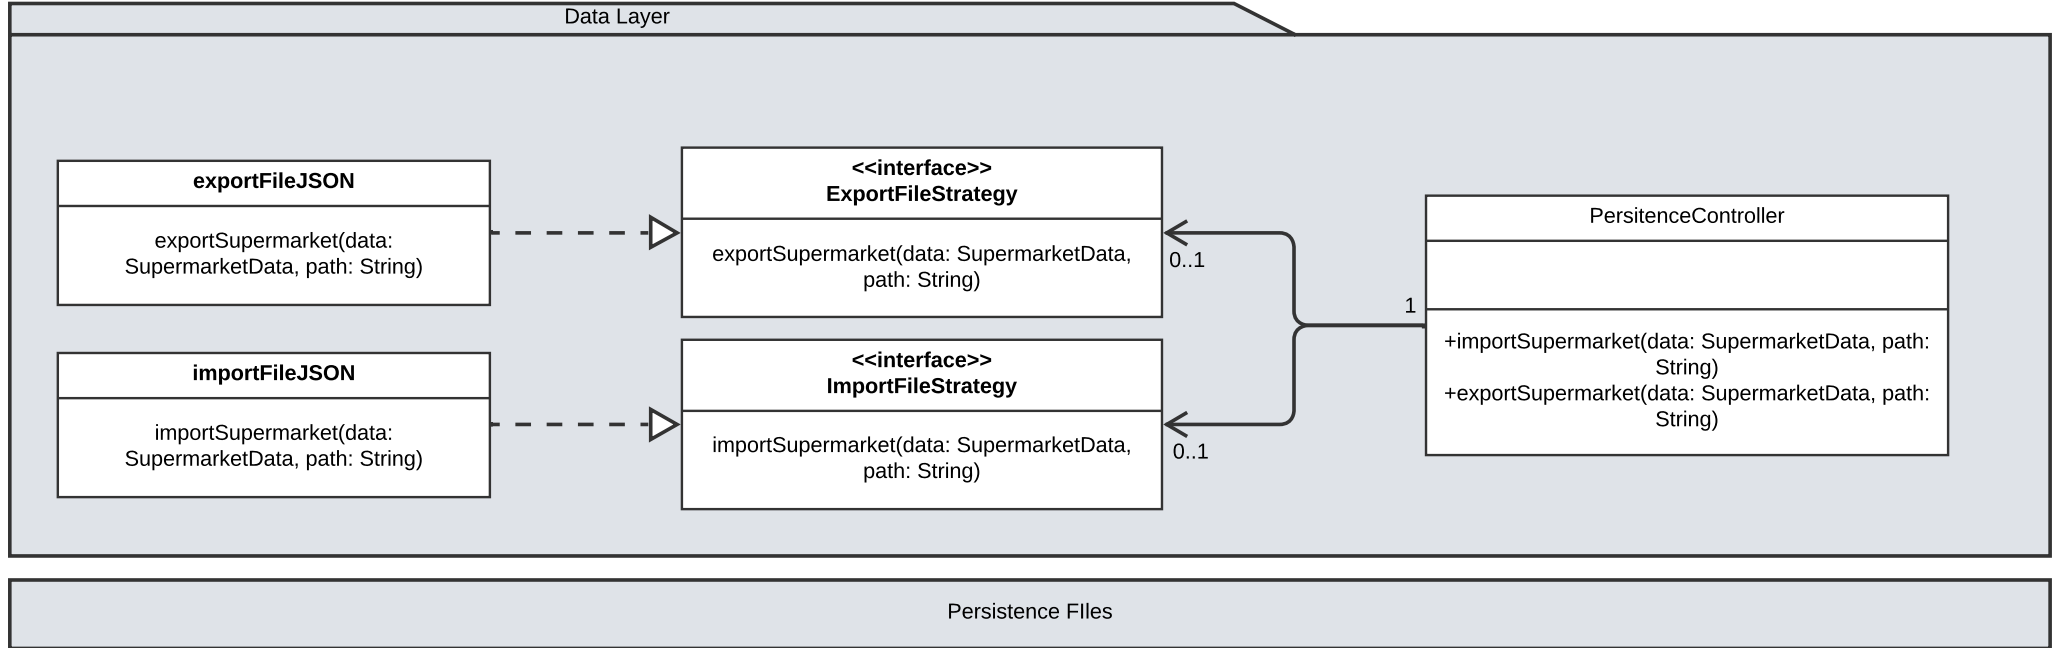 Data Layer
exportFileJSON
exportSupermarket(data:
SupermarketData, path: String)
<<interface>>
ExportFileStrategy
exportSupermarket(data: SupermarketData,
path: String)
0..1
importFileJSON
importSupermarket(data:
SupermarketData, path: String)
<<interface>>
ImportFileStrategy
importSupermarket(data: SupermarketData,
path: String)
0..1
1
PersitenceController
+importSupermarket(data: SupermarketData, path:
String)
+exportSupermarket(data: SupermarketData, path:
String)
Persistence FIles